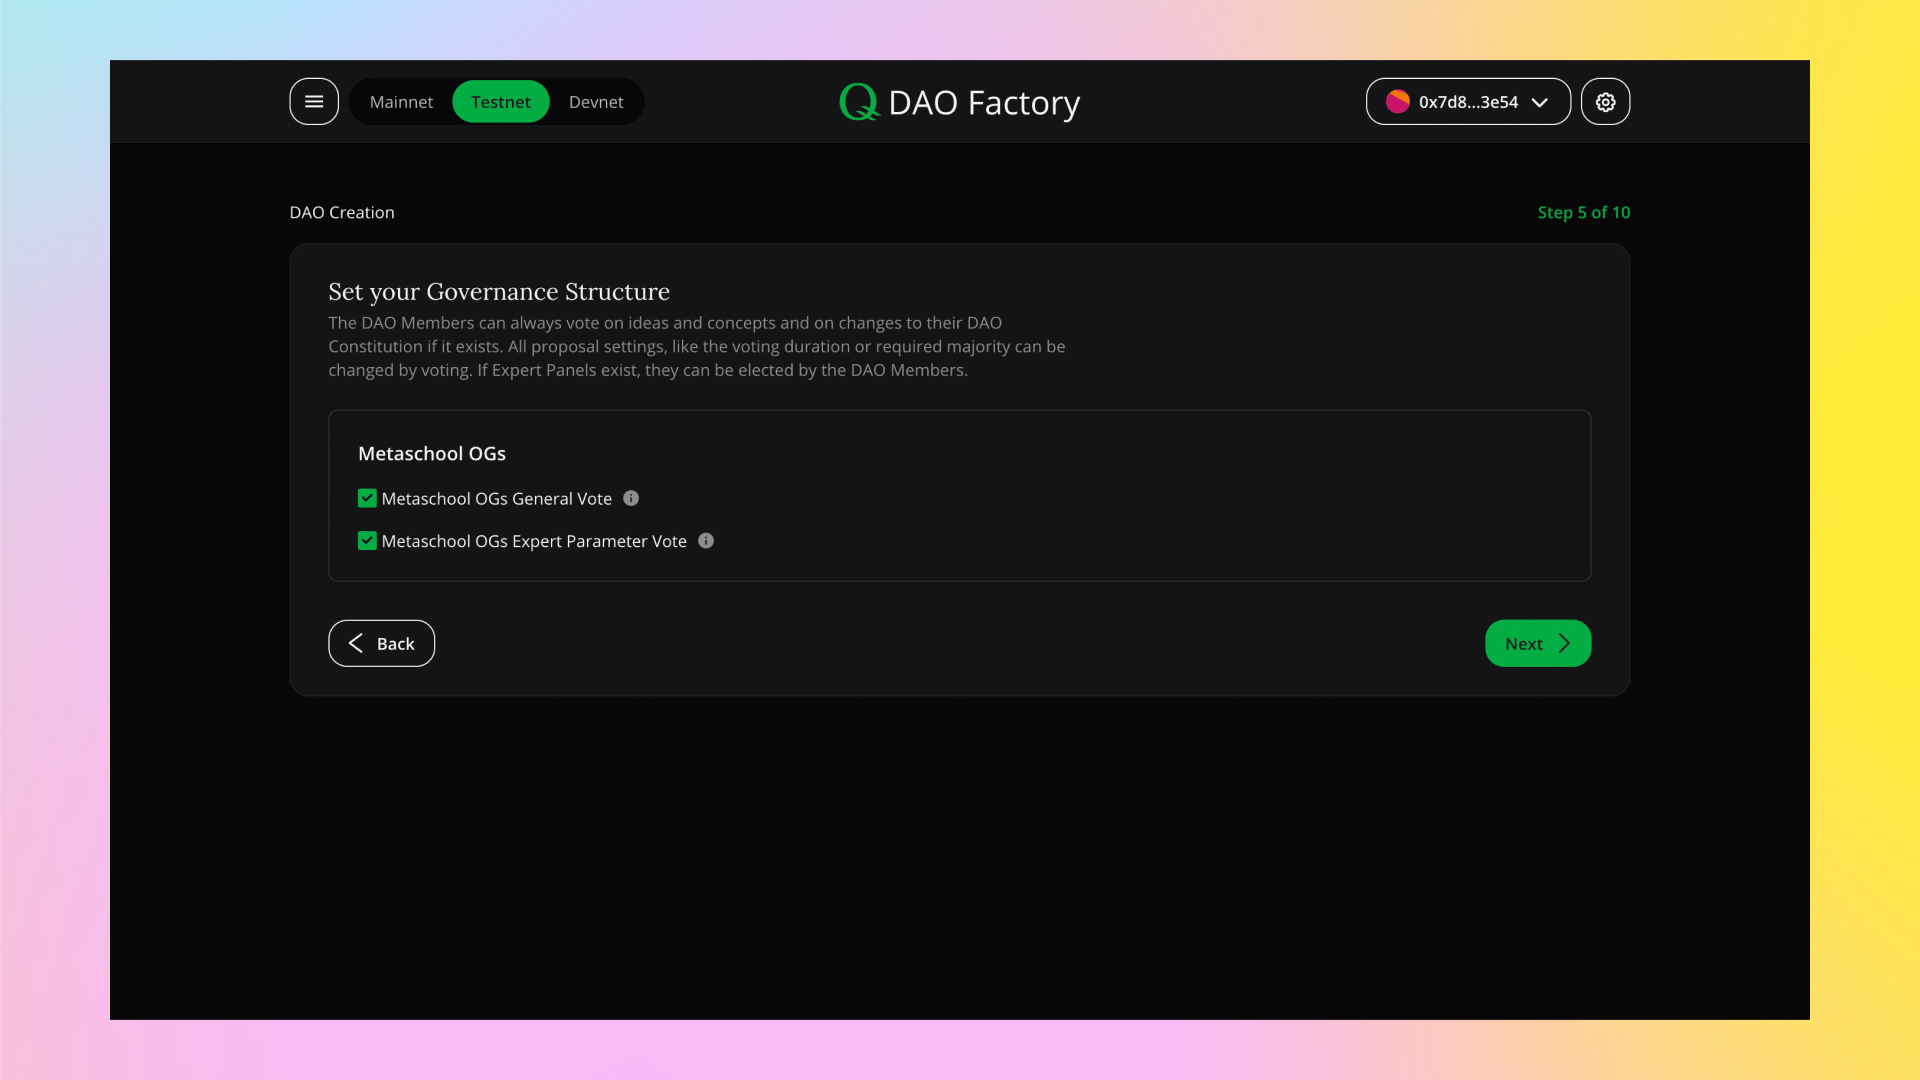 Mainnet
Testnet
Devnet
Q DAO Factory
0x7d8...3e54
DAO Creation
Step 5 of 10
Set your Governance Structure
The DAO Members can always vote on ideas and concepts and on changes to their DAO
Constitution if it exists. All proposal settings, like the voting duration or required majority can be
changed by voting. If Expert Panels exist, they can be elected by the DAO Members.
Metaschool OGs
Metaschool OGs General Vote
Metaschool OGs Expert Parameter Vote
Back
Next